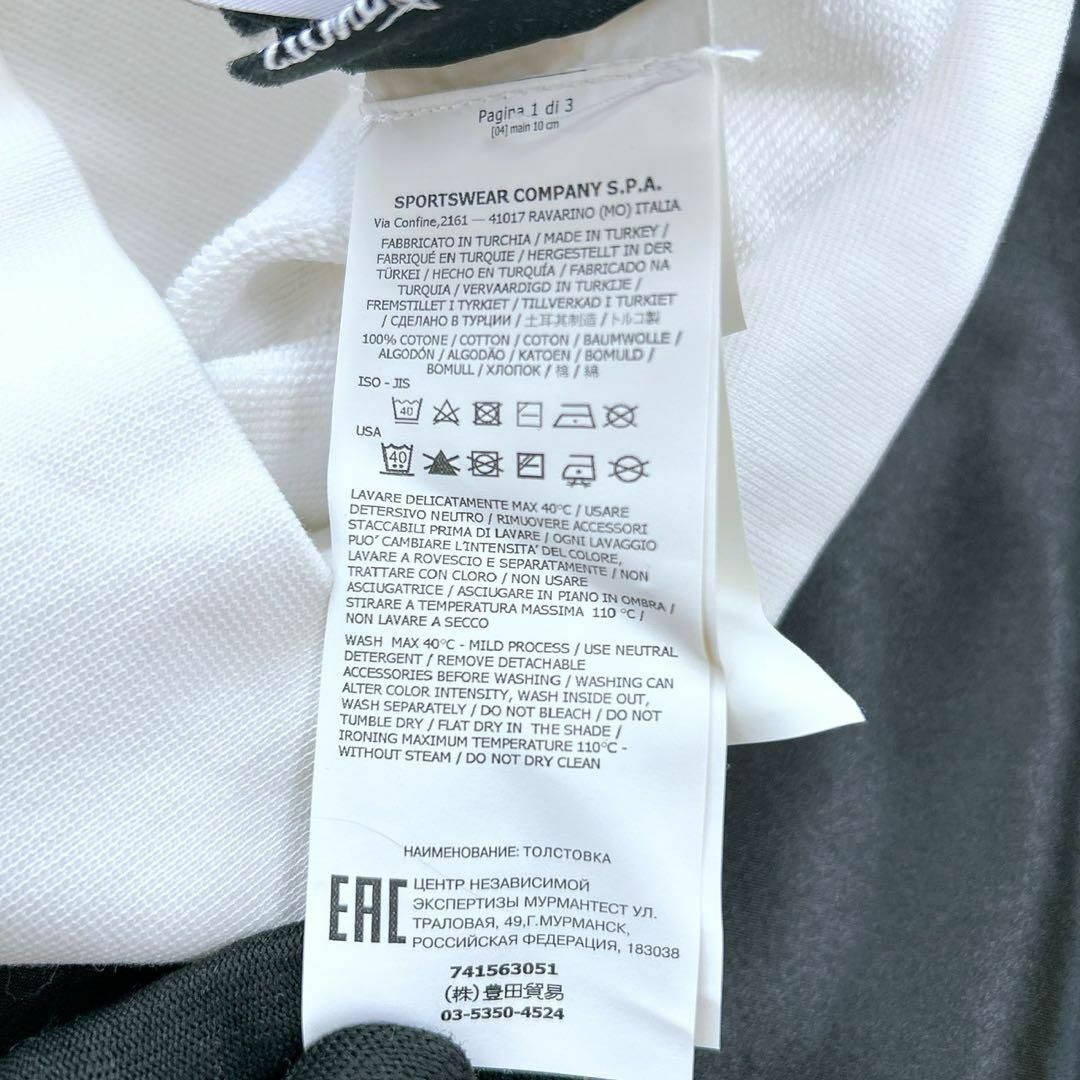 Pagina 1 di 3
[04] main 10 cm
SPORTSWEAR COMPANY S.P.A.
Via Confine,2161 — 41017 RAVARINO (MO) ITALIA
FABBRICATO IN TURCHIA / MADE IN TURKEY /
FABRIQUÉ EN TURQUIE / HERGESTELLT IN DER
TÜRKEI / HECHO EN TURQUÍA / FABRICADO NA
TURQUIA / VERVAARDIGD IN TURKIJE /
FREMSTILLET I TYRKIET / TILLVERKAD I TURKIET
/ СДЕЛАНО В ТУРЦИИ / 土耳其制造 / トルコ製
100% COTONE / COTTON / COTON / BAUMWOLLE /
ALGODÓN / ALGODÃO / KATOEN / BOMULD /
BOMULL / ХЛОПОК / 棉 / 綿
ISO - JIS
40
USA
40
LAVARE DELICATAMENTE MAX 40°C / USARE
DETERSIVO NEUTRO / RIMUOVERE ACCESSORI
STACCABILI PRIMA DI LAVARE / OGNI LAVAGGIO
PUO' CAMBIARE L'INTENSITA' DEL COLORE,
LAVARE A ROVESCIO E SEPARATAMENTE / NON
TRATTARE CON CLORO / NON USARE
ASCIUGATRICE / ASCIUGARE IN PIANO IN OMBRA /
STIRARE A TEMPERATURA MASSIMA 110 °C /
NON LAVARE A SECCO
WASH MAX 40°C - MILD PROCESS / USE NEUTRAL
DETERGENT / REMOVE DETACHABLE
ACCESSORIES BEFORE WASHING / WASHING CAN
ALTER COLOR INTENSITY, WASH INSIDE OUT,
WASH SEPARATELY / DO NOT BLEACH / DO NOT
TUMBLE DRY / FLAT DRY IN THE SHADE /
IRONING MAXIMUM TEMPERATURE 110°C -
WITHOUT STEAM / DO NOT DRY CLEAN
НАИМЕНОВАНИЕ: ТОЛСТОВКА
EAC
ЦЕНТР НЕЗАВИСИМОЙ
ЭКСПЕРТИЗЫ МУРМАНТЕСТ УЛ.
ТРАЛОВАЯ, 49,Г.МУРМАНСК,
РОССИЙСКАЯ ФЕДЕРАЦИЯ, 183038
741563051
(株)豊田貿易
03-5350-4524